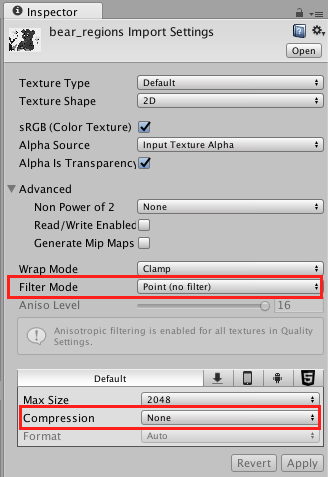 Inspector
bear_regions Import Settings
Open
Texture Type Default
Texture Shape 2D
sRGB (Color Texture)
Alpha Source Input Texture Alpha
Alpha Is Transparency
Advanced
Non Power of 2 None
Read/Write Enabled
Generate Mip Maps
Wrap Mode Clamp
Filter Mode Point (no filter)
Aniso Level 16
Anisotropic filtering is enabled for all textures in Quality
Settings.
Default
Max Size 2048
Compression None
Format Auto
Revert Apply